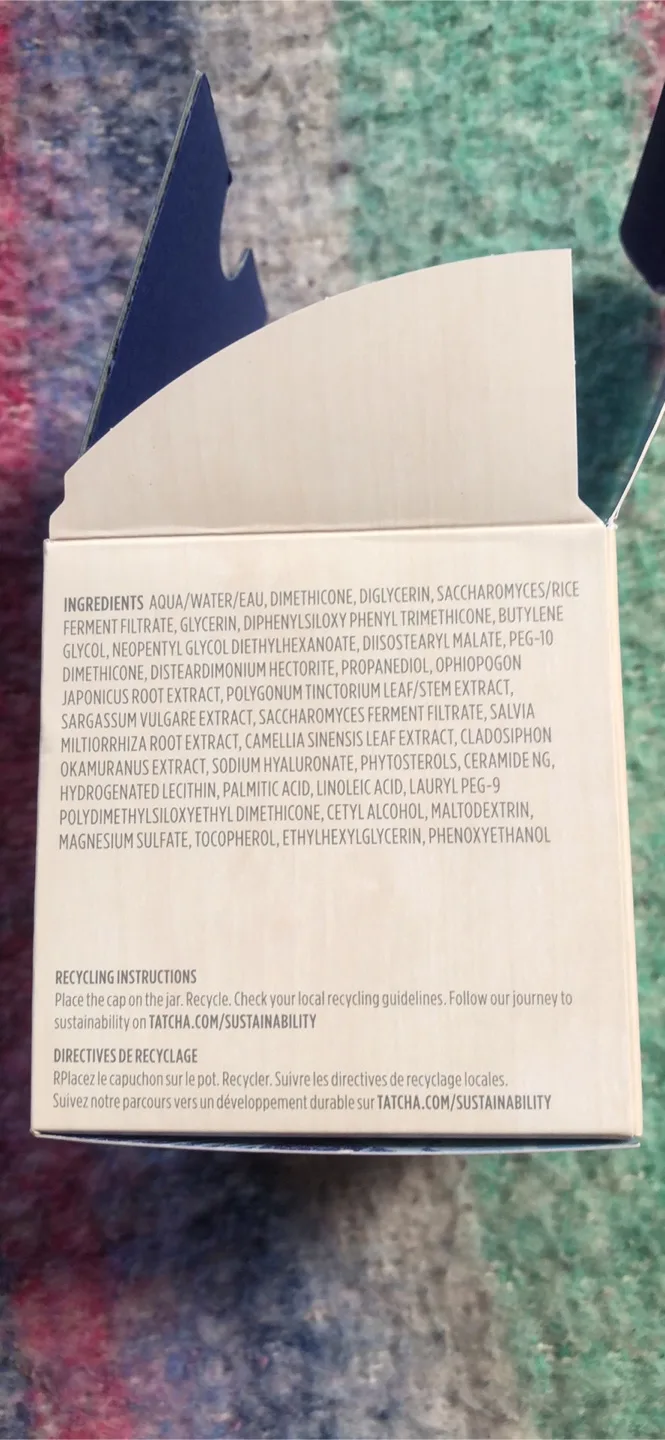 INGREDIENTS AQUA/WATER/EAU, DIMETHICONE, DIGLYCERIN, SACCHAROMYCES/RICE
FERMENT FILTRATE, GLYCERIN, DIPHENYLSILOXY PHENYL TRIMETHICONE, BUTYLENE
GLYCOL, NEOPENTYL GLYCOL DIETHYLHEXANOATE, DIISOSTEARYL MALATE, PEG-10
DIMETHICONE, DISTEARDIMONIUM HECTORITE, PROPANEDIOL, OPHIOPOGON
JAPONICUS ROOT EXTRACT, POLYGONUM TINCTORIUM LEAF/STEM EXTRACT,
SARGASSUM VULGARE EXTRACT, SACCHAROMYCES FERMENT FILTRATE, SALVIA
MILTIORRHIZA ROOT EXTRACT, CAMELLIA SINENSIS LEAF EXTRACT, CLADOSIPHON
OKAMURANUS EXTRACT, SODIUM HYALURONATE, PHYTOSTEROLS, CERAMIDE NG,
HYDROGENATED LECITHIN, PALMITIC ACID, LINOLEIC ACID, LAURYL PEG-9
POLYDIMETHYLSILOXYETHYL DIMETHICONE, CETYL ALCOHOL, MALTODEXTRIN,
MAGNESIUM SULFATE, TOCOPHEROL, ETHYLHEXYLGLYCERIN, PHENOXYETHANOL
RECYCLING INSTRUCTIONS
Place the cap on the jar. Recycle. Check your local recycling guidelines. Follow our journey to
sustainability on TATCHA.COM/SUSTAINABILITY
DIRECTIVES DE RECYCLAGE
RPlacez le capuchon sur le pot. Recycler. Suivre les directives de recyclage locales.
Suivez notre parcours vers un développement durable sur TATCHA.COM/SUSTAINABILITY